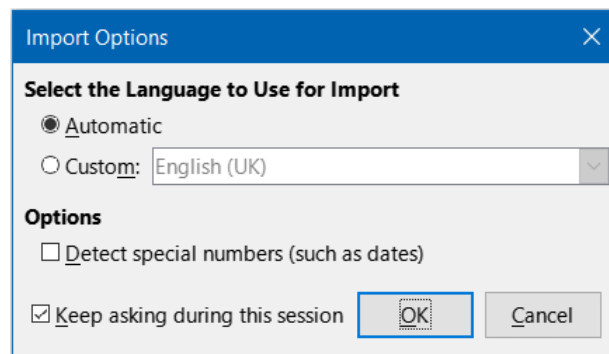 Import Options
Select the Language to Use for Import
Automatic
Custom: English (UK)
Options
Detect special numbers (such as dates)
Keep asking during this session OK Cancel